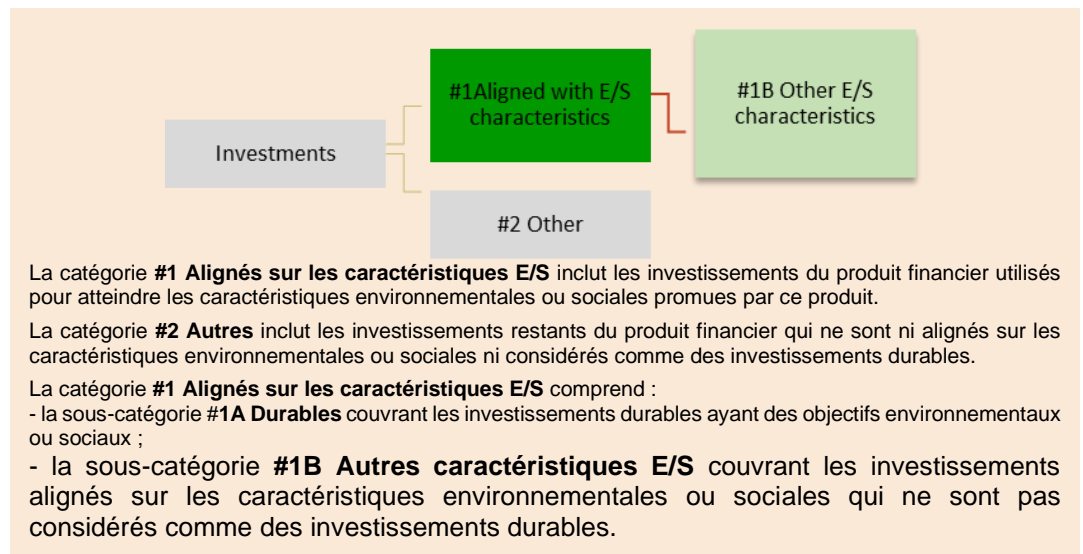 #1Aligned with E/S
characteristics
#1B Other E/S
characteristics
Investments
#2 Other
La catégorie #1 Alignés sur les caractéristiques E/S inclut les investissements du produit financier utilisés
pour atteindre les caractéristiques environnementales ou sociales promues par ce produit.
La catégorie #2 Autres inclut les investissements restants du produit financier qui ne sont ni alignés sur les
caractéristiques environnementales ou sociales ni considérés comme des investissements durables.
La catégorie #1 Alignés sur les caractéristiques E/S comprend :
- la sous-catégorie #1A Durables couvrant les investissements durables ayant des objectifs environnementaux
ou sociaux ;
- la sous-catégorie #1B Autres caractéristiques E/S couvrant les investissements
alignés sur les caractéristiques environnementales ou sociales qui ne sont pas
considérés comme des investissements durables.